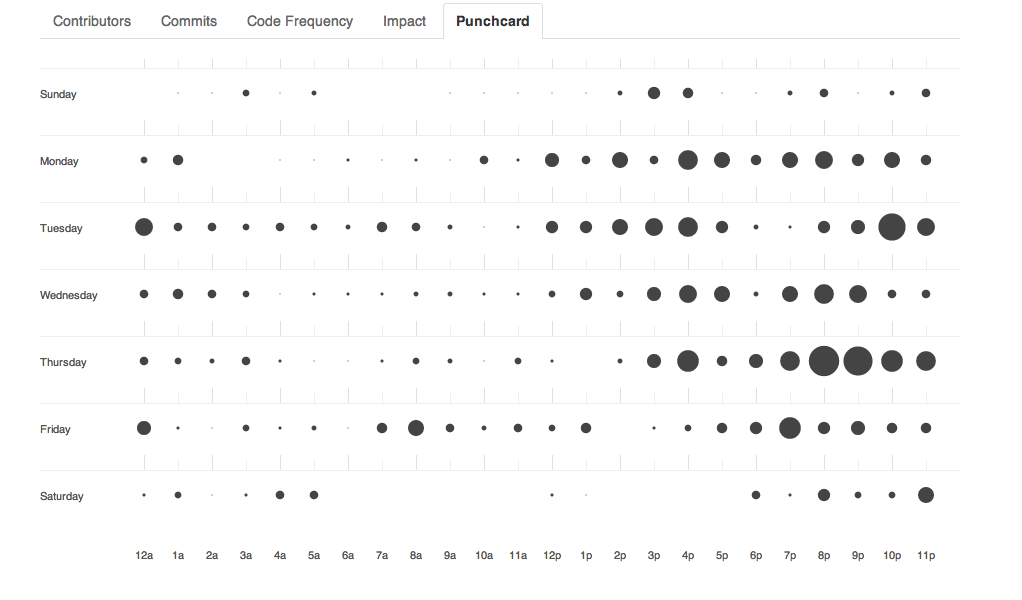 Contributors Commits Code Frequency Impact Punchcard
Sunday
Monday
Tuesday
Wednesday
Thursday
Friday
Saturday
12a 1a 2a 3a 4a 5a 6a 7a 8a 9a 10a 11a 12p 1p 2p 3p 4p 5p 6p 7p 8p 9p 10p 11p